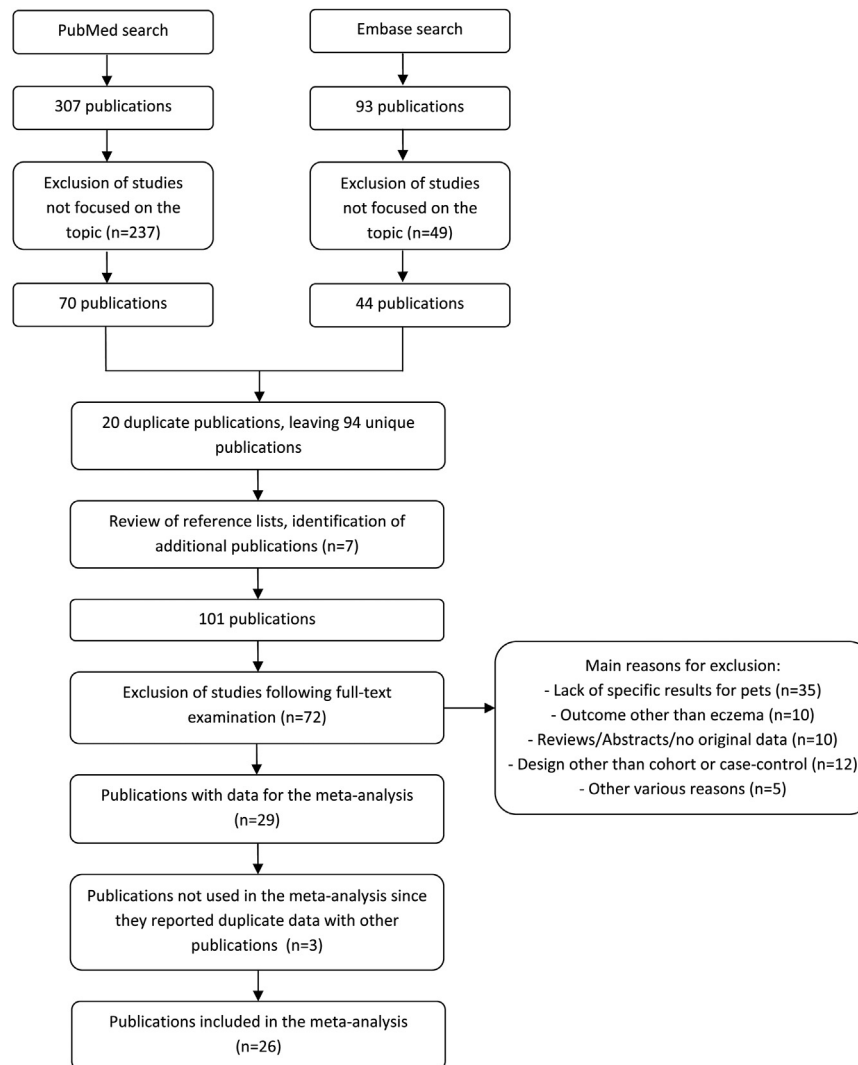 PubMed search
Embase search
307 publications
93 publications
Exclusion of studies
not focused on the
topic (n=237)
Exclusion of studies
not focused on the
topic (n=49)
70 publications
44 publications
20 duplicate publications, leaving 94 unique
publications
Review of reference lists, identification of
additional publications (n=7)
101 publications
Exclusion of studies following full-text
examination (n=72)
Main reasons for exclusion:
- Lack of specific results for pets (n=35)
- Outcome other than eczema (n=10)
- Reviews/Abstracts/no original data (n=10)
- Design other than cohort or case-control (n=12)
- Other various reasons (n=5)
Publications with data for the meta-analysis
(n=29)
Publications not used in the meta-analysis since
they reported duplicate data with other
publications (n=3)
Publications included in the meta-analysis
(n=26)